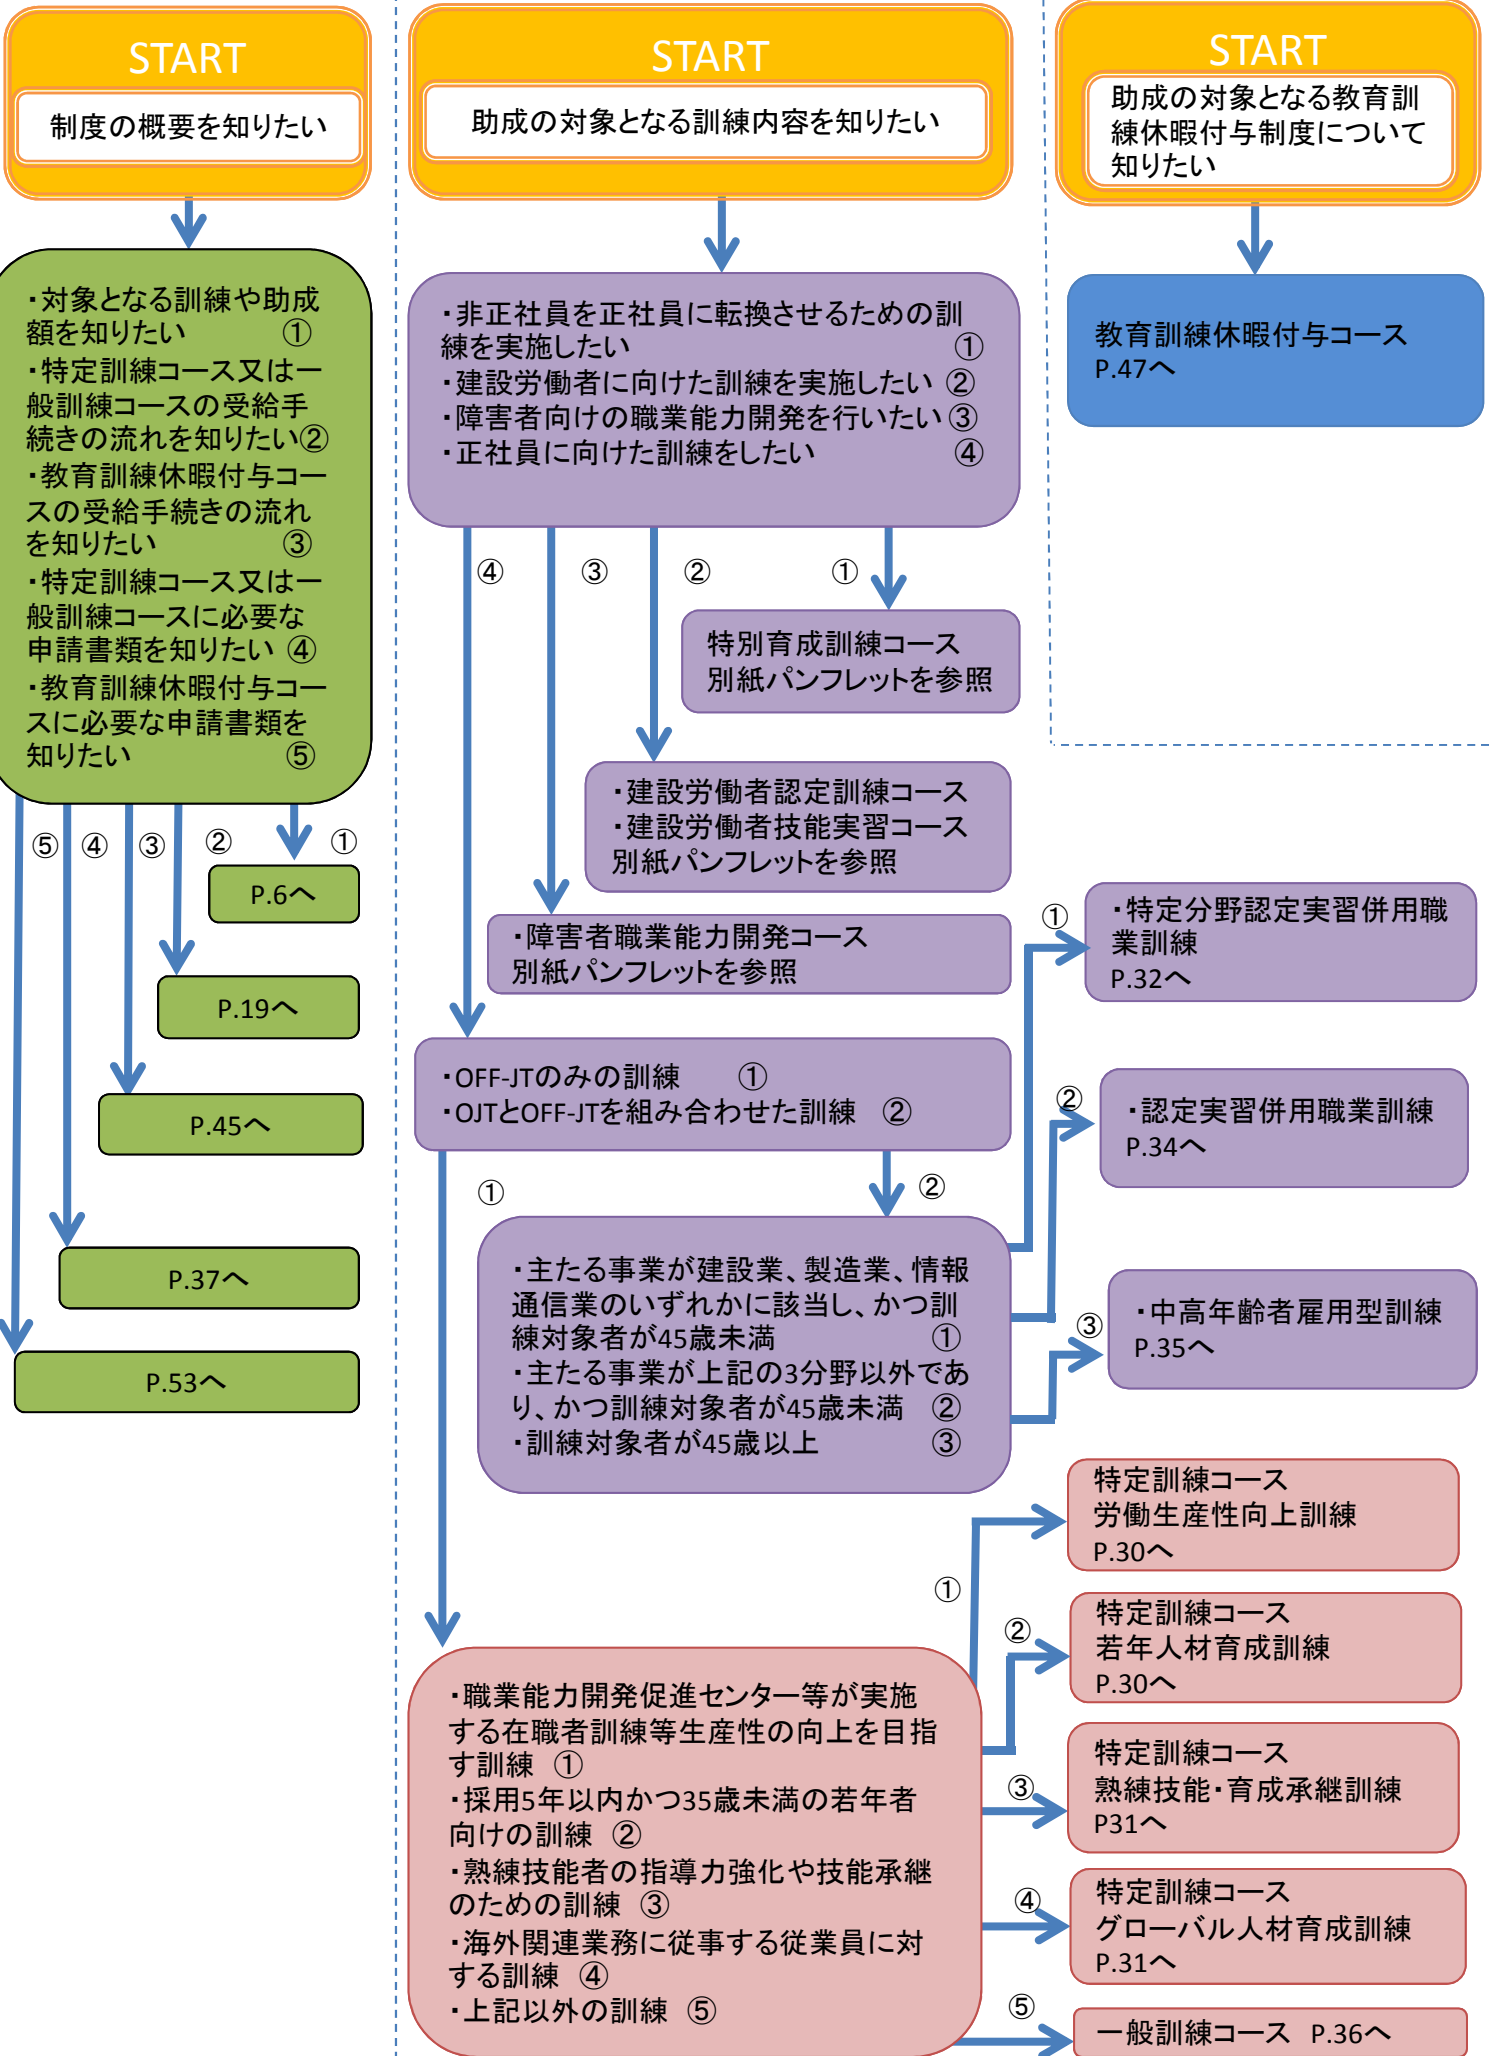 START
制度の概要を知りたい
・対象となる訓練や助成
額を知りたい ①
・特定訓練コース又は一
般訓練コースの受給手
続きの流れを知りたい②
・教育訓練休暇付与コー
スの受給手続きの流れ
を知りたい ③
・特定訓練コース又は一
般訓練コースに必要な
申請書類を知りたい ④
・教育訓練休暇付与コー
スに必要な申請書類を
知りたい ⑤
⑤ ④ ③ ② ①
P.6へ
P.19へ
P.45へ
P.37へ
P.53へ
START
助成の対象となる訓練内容を知りたい
・非正社員を正社員に転換させるための訓
練を実施したい ①
・建設労働者に向けた訓練を実施したい ②
・障害者向けの職業能力開発を行いたい ③
・正社員に向けた訓練をしたい ④
④ ③ ② ①
特別育成訓練コース
別紙パンフレットを参照
・建設労働者認定訓練コース
・建設労働者技能実習コース
別紙パンフレットを参照
・障害者職業能力開発コース
別紙パンフレットを参照
・OFF-JTのみの訓練 ①
・OJTとOFF-JTを組み合わせた訓練 ②
① ②
・主たる事業が建設業、製造業、情報
通信業のいずれかに該当し、かつ訓
練対象者が45歳未満 ①
・主たる事業が上記の3分野以外であ
り、かつ訓練対象者が45歳未満 ②
・訓練対象者が45歳以上 ③
①
・特定分野認定実習併用職
業訓練
P.32へ
②
・認定実習併用職業訓練
P.34へ
③
・中高年齢者雇用型訓練
P.35へ
・職業能力開発促進センター等が実施
する在職者訓練等生産性の向上を目指
す訓練 ①
・採用5年以内かつ35歳未満の若年者
向けの訓練 ②
・熟練技能者の指導力強化や技能承継
のための訓練 ③
・海外関連業務に従事する従業員に対
する訓練 ④
・上記以外の訓練 ⑤
①
特定訓練コース
労働生産性向上訓練
P.30へ
②
特定訓練コース
若年人材育成訓練
P.30へ
③
特定訓練コース
熟練技能・育成承継訓練
P31へ
④
特定訓練コース
グローバル人材育成訓練
P.31へ
⑤
一般訓練コース P.36へ
START
助成の対象となる教育訓
練休暇付与制度について
知りたい
教育訓練休暇付与コース
P.47へ